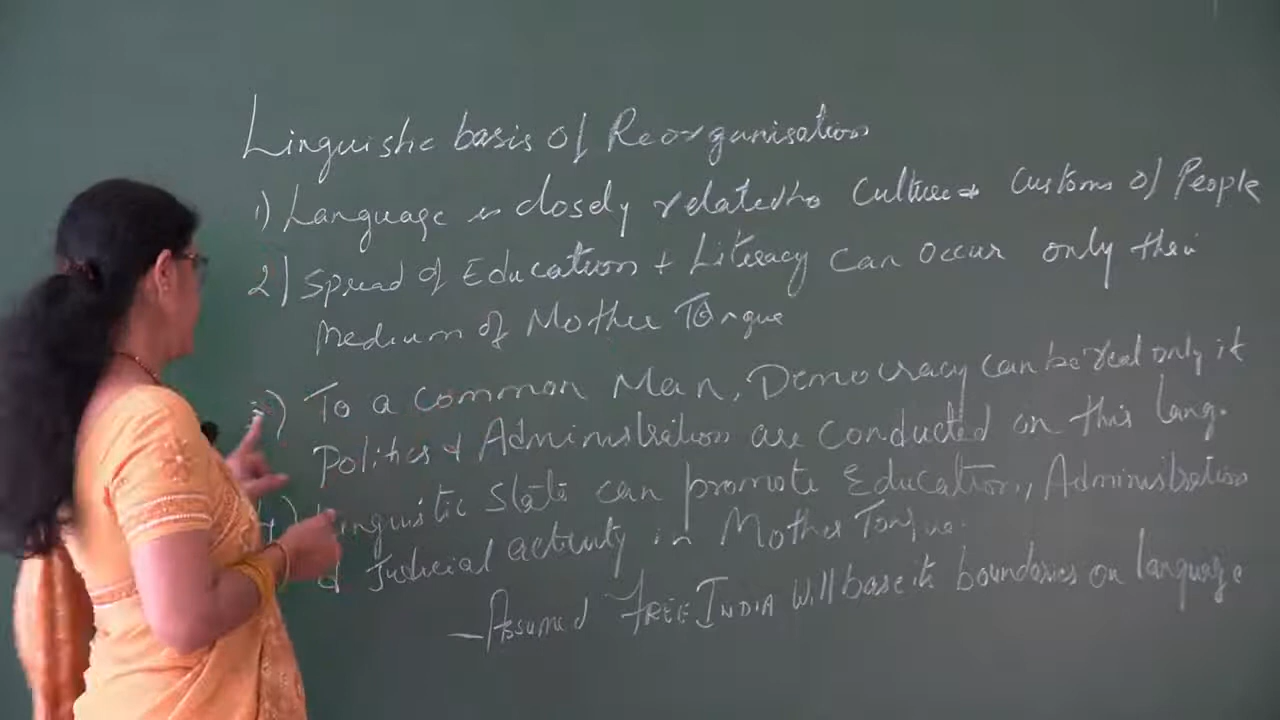 Linguistic basis of Reorganisation
1) Language is closely related to Culture & Customs of People
2) Spread of Education + Literacy can occur only
Medium of Mother Tongue
3) To a common Man, Democracy can be real only if
Politics & Administration are conducted on this lang.
4) Linguistic State can promote Education, Administration
& Judicial activity in Mother Tongue.
- Assumed FREE INDIA will base its boundaries on language